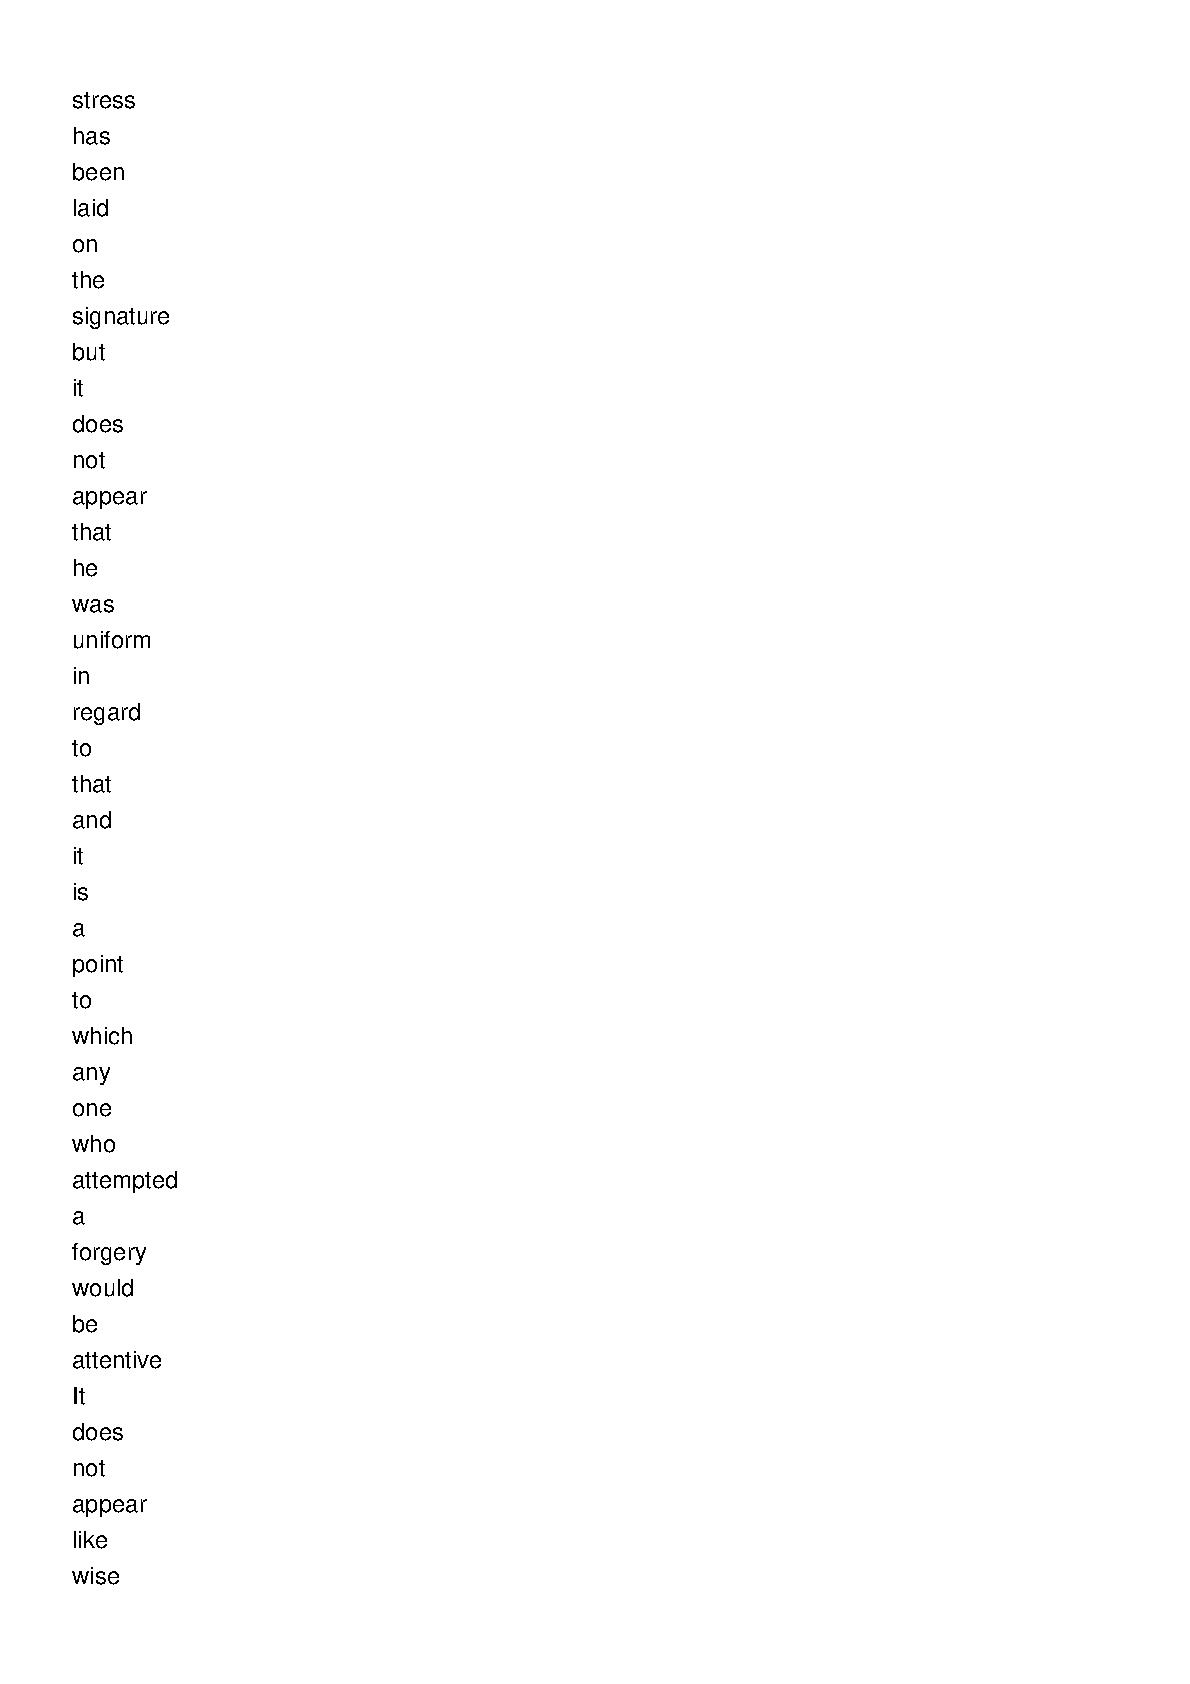 stress
has
been
laid
on
the
signature
but
it
does
not
appear
that
he
was
uniform
in
regard
to
that
and
it
is
a
point
to
which
any
one
who
attempted
a
forgery
would
be
attentive
It
does
not
appear
like
wise